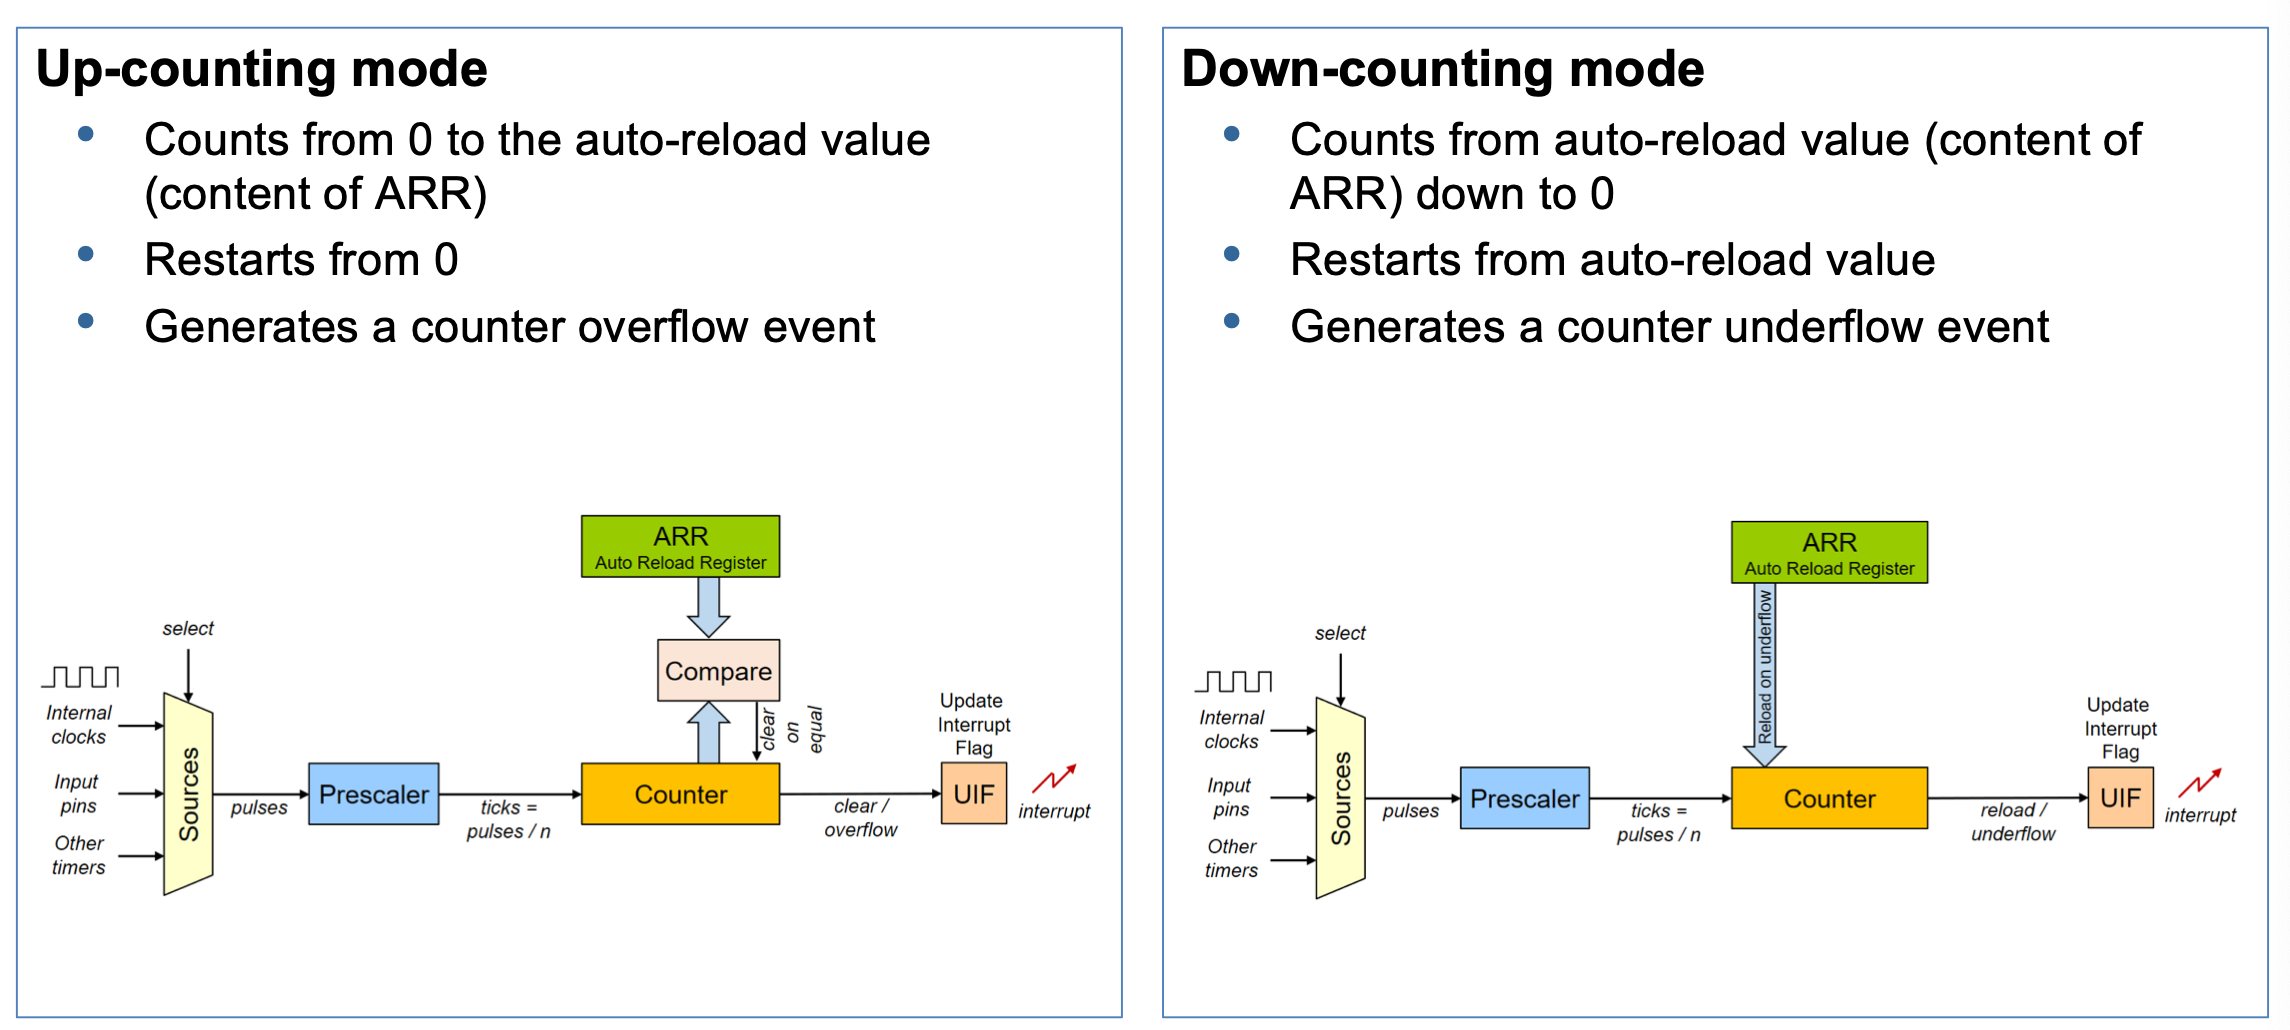 Up-counting mode
• Counts from 0 to the auto-reload value
(content of ARR)
• Restarts from 0
• Generates a counter overflow event
ARR
Auto Reload Register
select
Compare
clear
on
equal
Internal
clocks
Input
pins
Other
timers
Sources
pulses
Prescaler
ticks =
pulses / n
Counter
clear /
overflow
Update
Interrupt
Flag
UIF
interrupt
Down-counting mode
• Counts from auto-reload value (content of
ARR) down to 0
• Restarts from auto-reload value
• Generates a counter underflow event
ARR
Auto Reload Register
Reload on underflow
select
Internal
clocks
Input
pins
Other
timers
Sources
pulses
Prescaler
ticks =
pulses / n
Counter
reload /
underflow
Update
Interrupt
Flag
UIF
interrupt